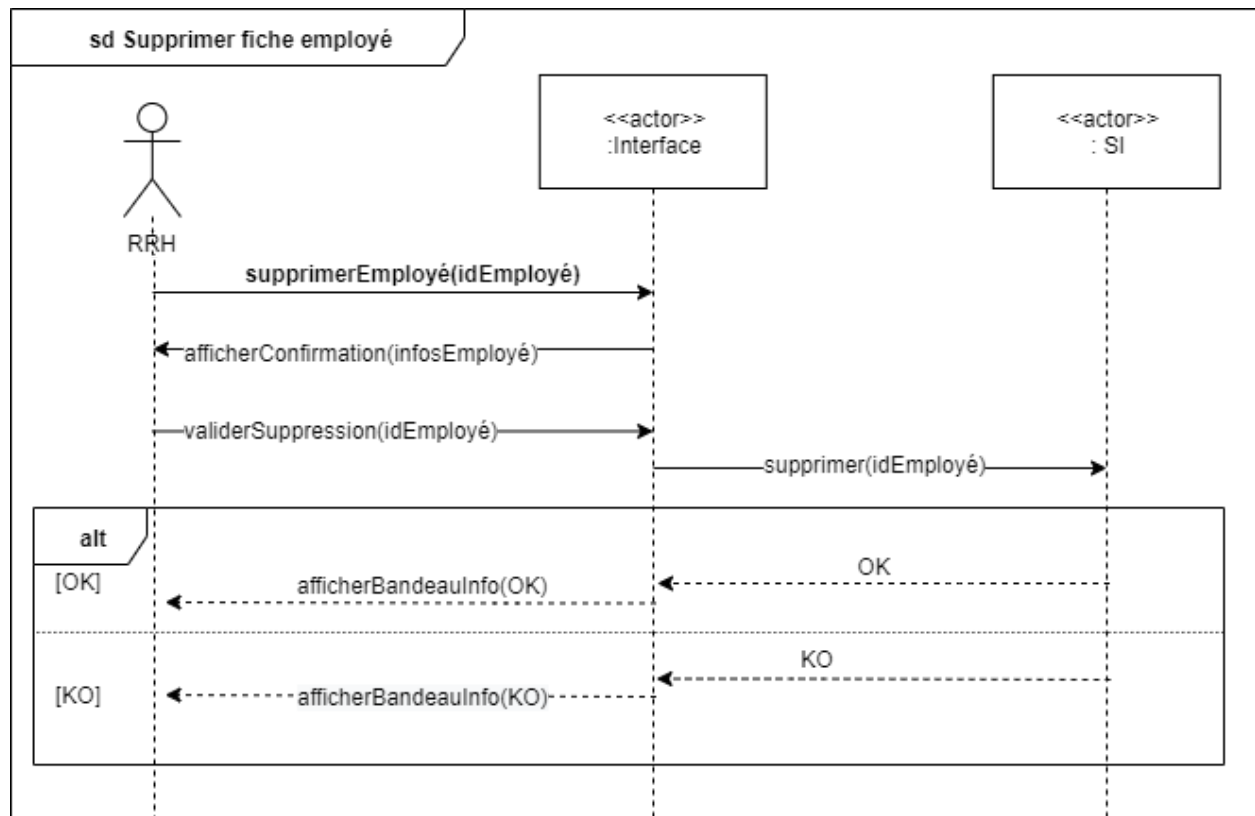 sd Supprimer fiche employé
<<actor>>
:Interface
<<actor>>
: SI
RRH
supprimerEmployé(idEmployé)
afficherConfirmation(infosEmployé)
validerSuppression(idEmployé)
supprimer(idEmployé)
alt
[OK]
OK
afficherBandeauInfo(OK)
KO
[KO]
afficherBandeauInfo(KO)